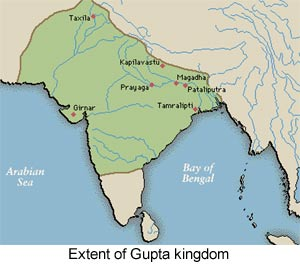 Taxila
Kapilavastu
Magadha
Prayaga
Pataliputra
Girnar
Tamralipti
Arabian
Sea
Bay of
Bengal
Extent of Gupta kingdom